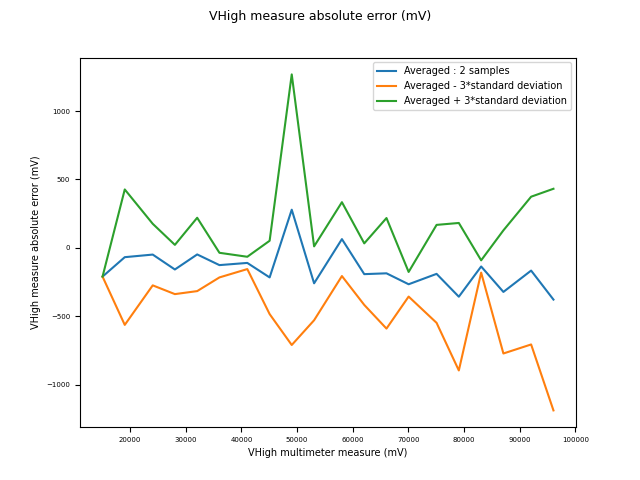 VHigh measure absolute error (mV)
Averaged : 2 samples
Averaged - 3*standard deviation
Averaged + 3*standard deviation
VHigh measure absolute error (mV)
1000
500
0
−500
−1000
20000 30000 40000 50000 60000 70000 80000 90000 100000
VHigh multimeter measure (mV)